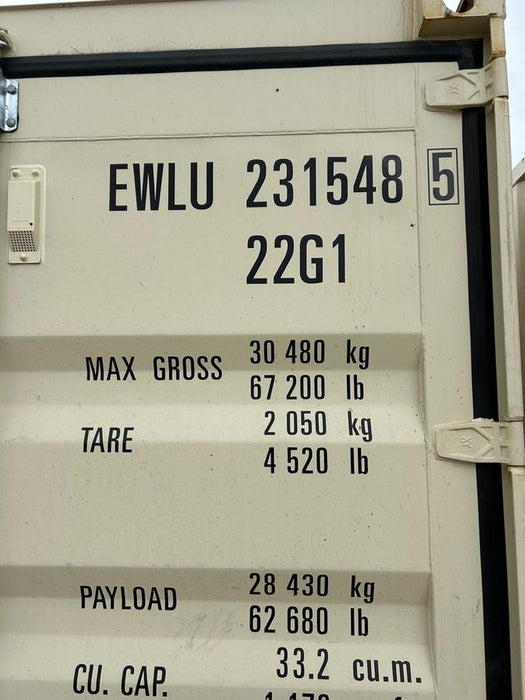 EWLU 231548 5
22G1
MAX GROSS 30 480 kg
67 200 lb
TARE 2 050 kg
4 520 lb
PAYLOAD 28 430 kg
62 680 lb
CU. CAP. 33.2 cu.m.